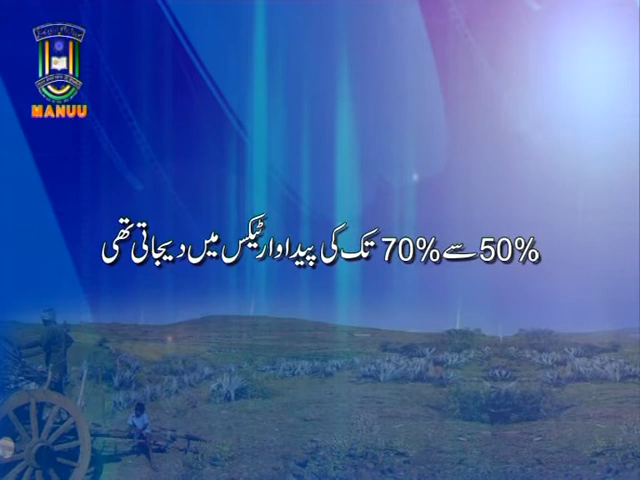 MANUU
50% سے 70% تک کی پیداوار ٹیکس میں دیجاتی تھی